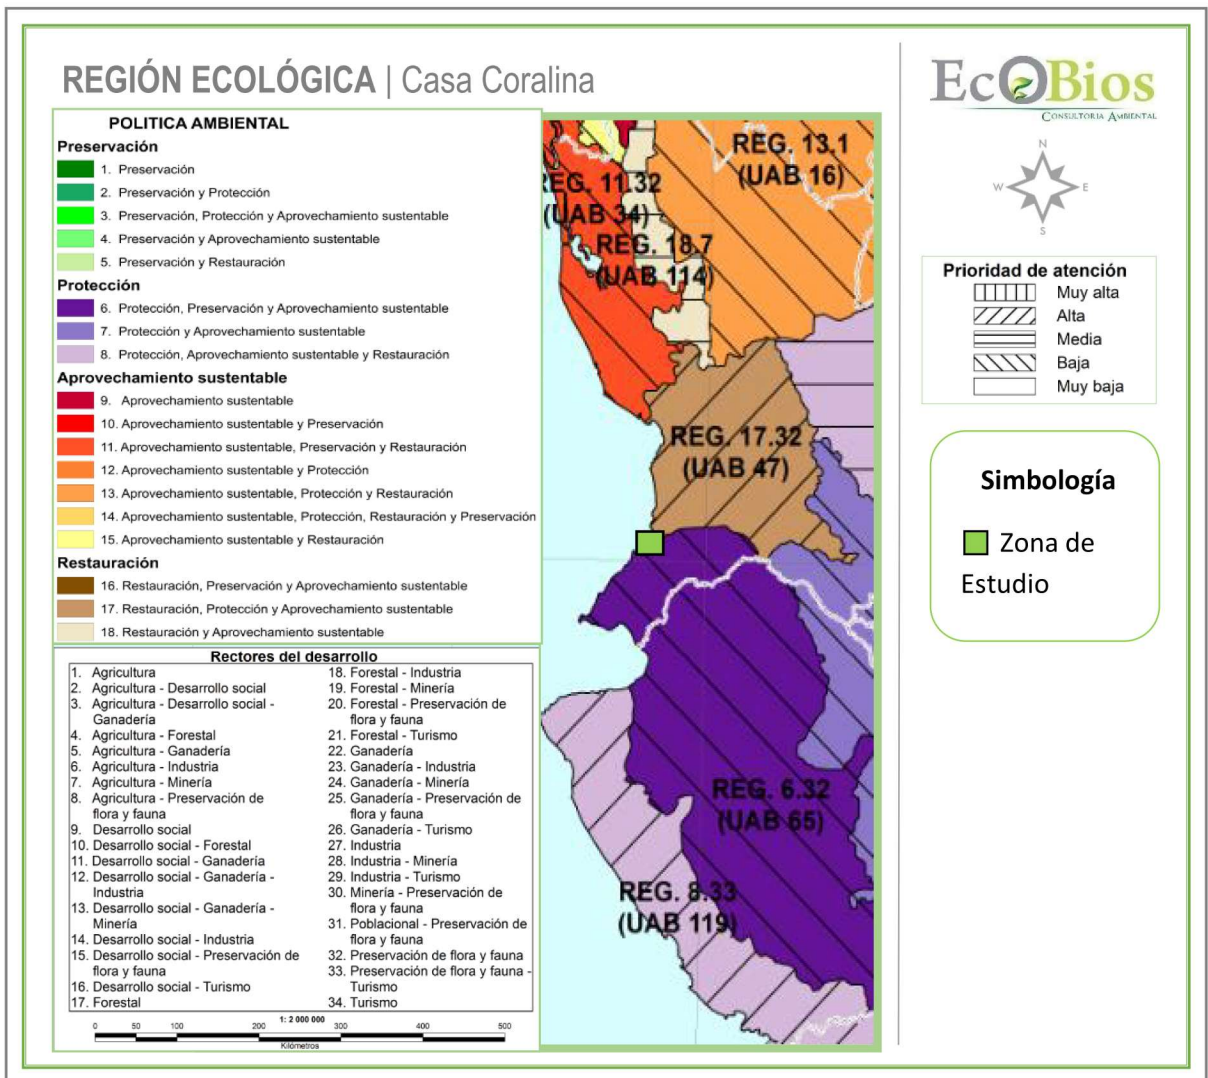 REGIÓN ECOLÓGICA | Casa Coralina
POLITICA AMBIENTAL
Preservación
1. Preservación
2. Preservación y Protección
3. Preservación, Protección y Aprovechamiento sustentable
4. Preservación y Aprovechamiento sustentable
5. Preservación y Restauración
Protección
6. Protección, Preservación y Aprovechamiento sustentable
7. Protección y Aprovechamiento sustentable
8. Protección, Aprovechamiento sustentable y Restauración
Aprovechamiento sustentable
9. Aprovechamiento sustentable
10. Aprovechamiento sustentable y Preservación
11. Aprovechamiento sustentable, Preservación y Restauración
12. Aprovechamiento sustentable y Protección
13. Aprovechamiento sustentable, Protección y Restauración
14. Aprovechamiento sustentable, Protección, Restauración y Preservación
15. Aprovechamiento sustentable y Restauración
Restauración
16. Restauración, Preservación y Aprovechamiento sustentable
17. Restauración, Protección y Aprovechamiento sustentable
18. Restauración y Aprovechamiento sustentable
Rectores del desarrollo
1. Agricultura
2. Agricultura - Desarrollo social
3. Agricultura - Desarrollo social -
Ganadería
4. Agricultura - Forestal
5. Agricultura - Ganadería
6. Agricultura - Industria
7. Agricultura - Minería
8. Agricultura - Preservación de
flora y fauna
9. Desarrollo social
10. Desarrollo social - Forestal
11. Desarrollo social - Ganadería
12. Desarrollo social - Ganadería -
Industria
13. Desarrollo social - Ganadería -
Minería
14. Desarrollo social - Industria
15. Desarrollo social - Preservación de
flora y fauna
16. Desarrollo social - Turismo
17. Forestal
18. Forestal - Industria
19. Forestal - Minería
20. Forestal - Preservación de
flora y fauna
21. Forestal - Turismo
22. Ganadería
23. Ganadería - Industria
24. Ganadería - Minería
25. Ganadería - Preservación de
flora y fauna
26. Ganadería - Turismo
27. Industria
28. Industria - Minería
29. Industria - Turismo
30. Minería - Preservación de
flora y fauna
31. Poblacional - Preservación de
flora y fauna
32. Preservación de flora y fauna
33. Preservación de flora y fauna -
Turismo
34. Turismo
1: 2 000 000
0 50 100 200 300 400 500
Kilómetros
REG. 13.1
(UAB 16)
REG. 11.32
(UAB 34)
REG. 18.7
(UAB 114)
REG. 17.32
(UAB 47)
REG. 6.32
(UAB 65)
REG. 8.33
(UAB 119)
EcOBios
CONSULTORIA AMBIENTAL
N
W E
S
Prioridad de atención
Muy alta
Alta
Media
Baja
Muy baja
Simbología
Zona de
Estudio